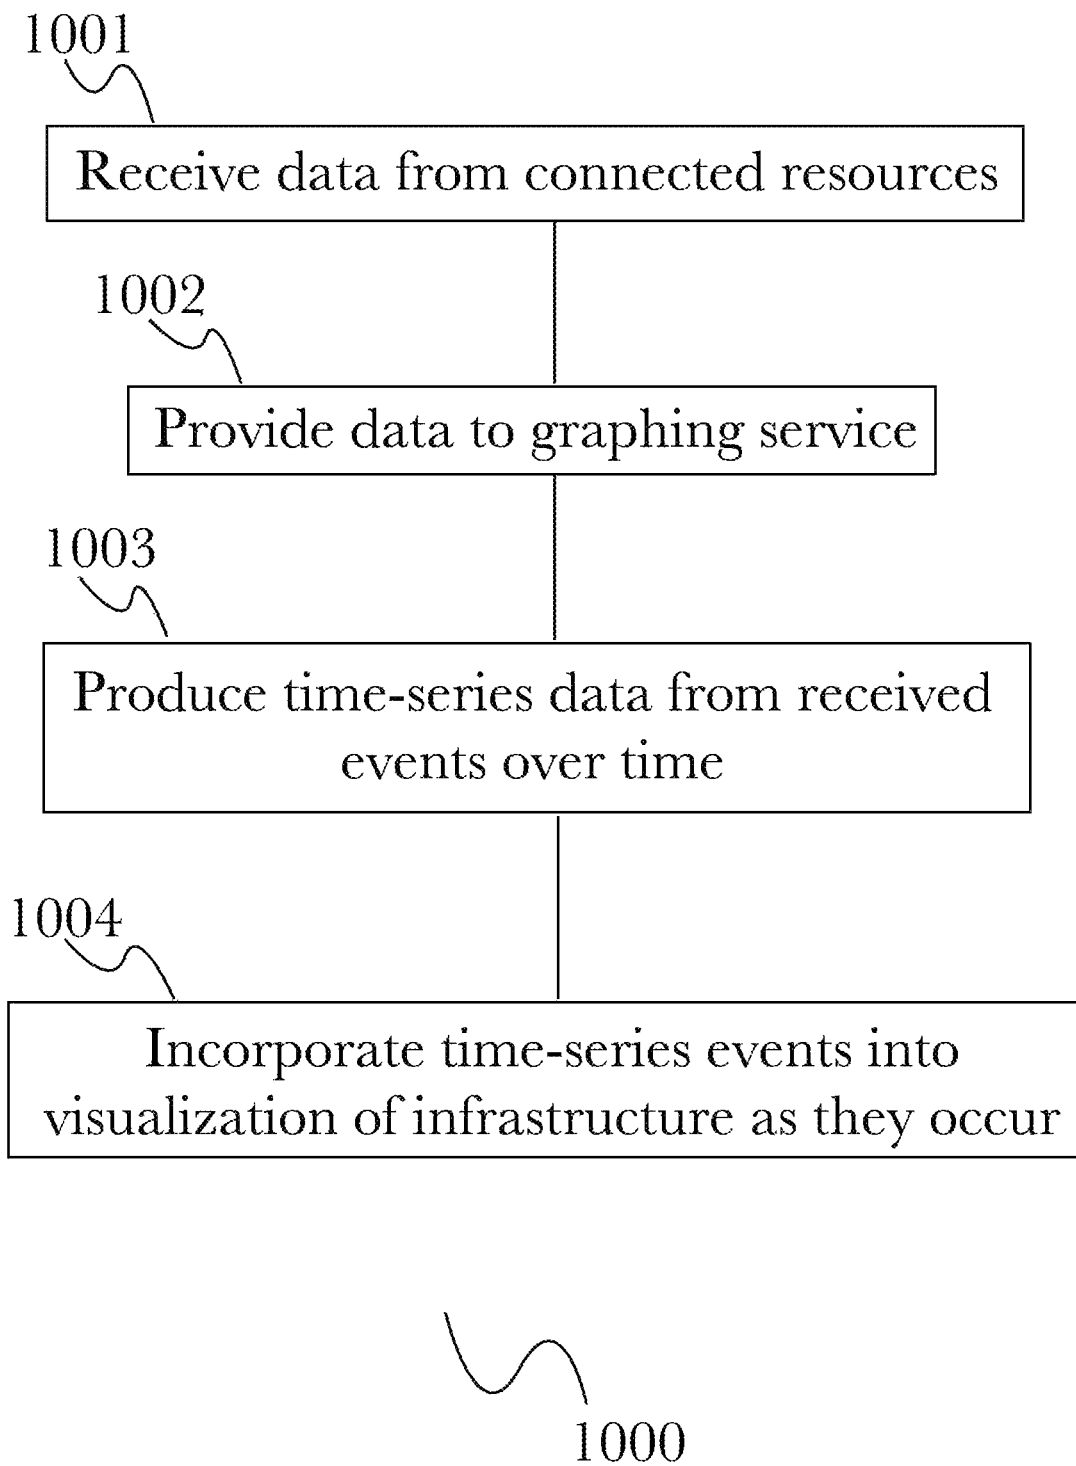 1001
Receive data from connected resources
1002
Provide data to graphing service
1003
Produce time-series data from received
events over time
1004
Incorporate time-series events into
visualization of infrastructure as they occur
1000